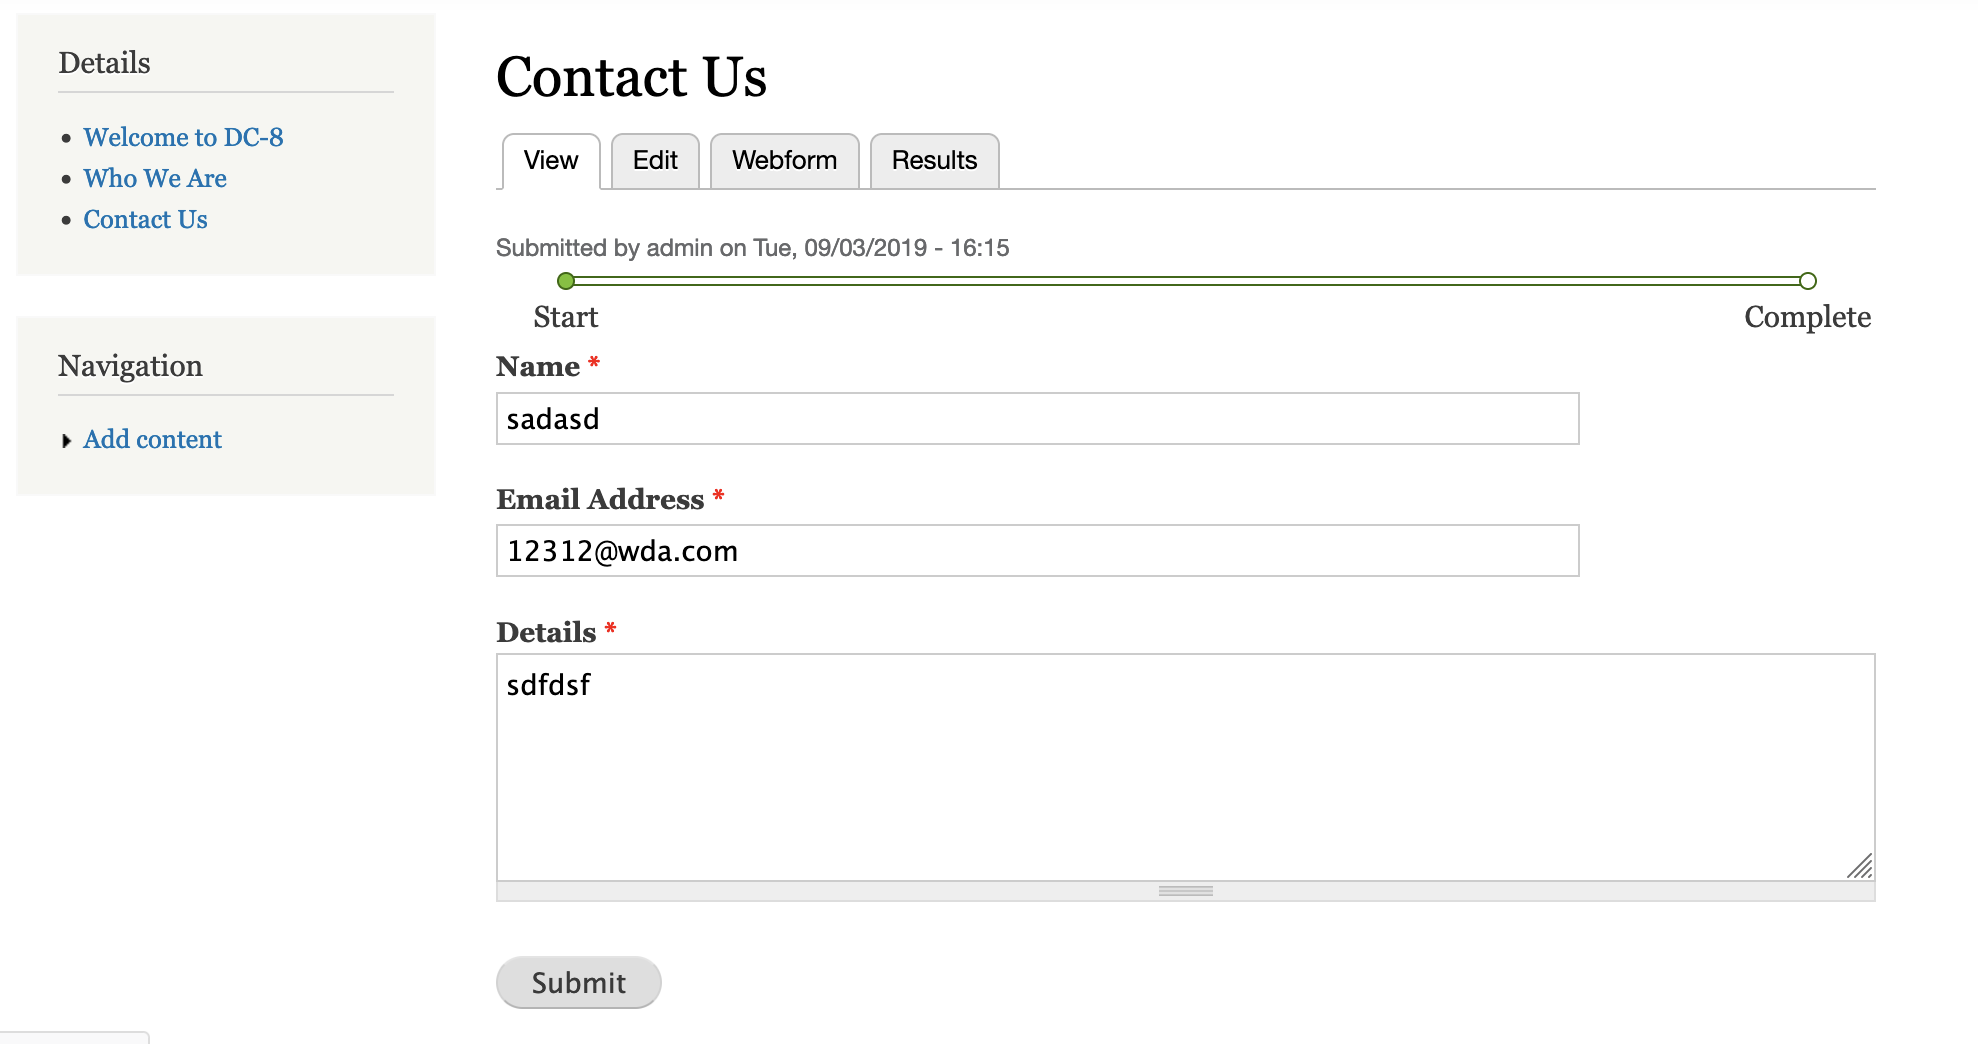 Details
Welcome to DC-8
Who We Are
Contact Us
Navigation
Add content
Contact Us
View Edit Webform Results
Submitted by admin on Tue, 09/03/2019 - 16:15
Start Complete
Name *
sadasd
Email Address *
12312@wda.com
Details *
sdfdsf
Submit